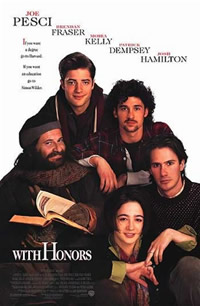 JOE
PESCI
BRENDAN
FRASER
MOIRA
KELLY
PATRICK
DEMPSEY
JOSH
HAMILTON
If you want
a degree
go to Harvard.
If you want
an education
go to
Simon Wilder.
WITH HONORS